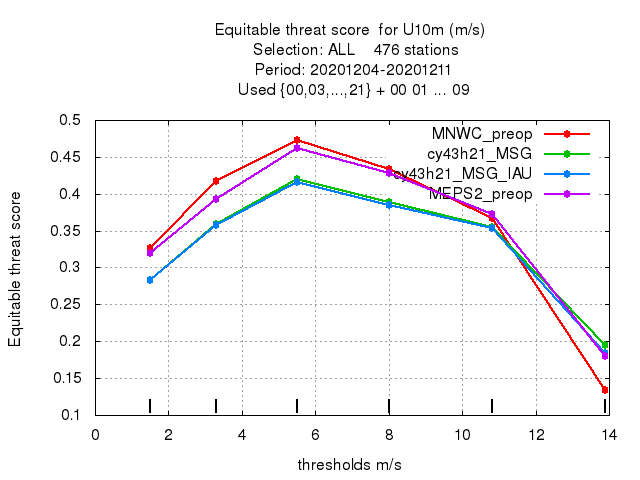 Equitable threat score for U10m (m/s)
Selection: ALL 476 stations
Period: 20201204-20201211
Used {00,03,...,21} + 00 01 ... 09
0.5
0.45
0.4
0.35
0.3
0.25
0.2
0.15
0.1
Equitable threat score
MNWC_preop
cy43h21_MSG
cy43h21_MSG_IAU
MEPS2_preop
0 2 4 6 8 10 12 14
thresholds m/s